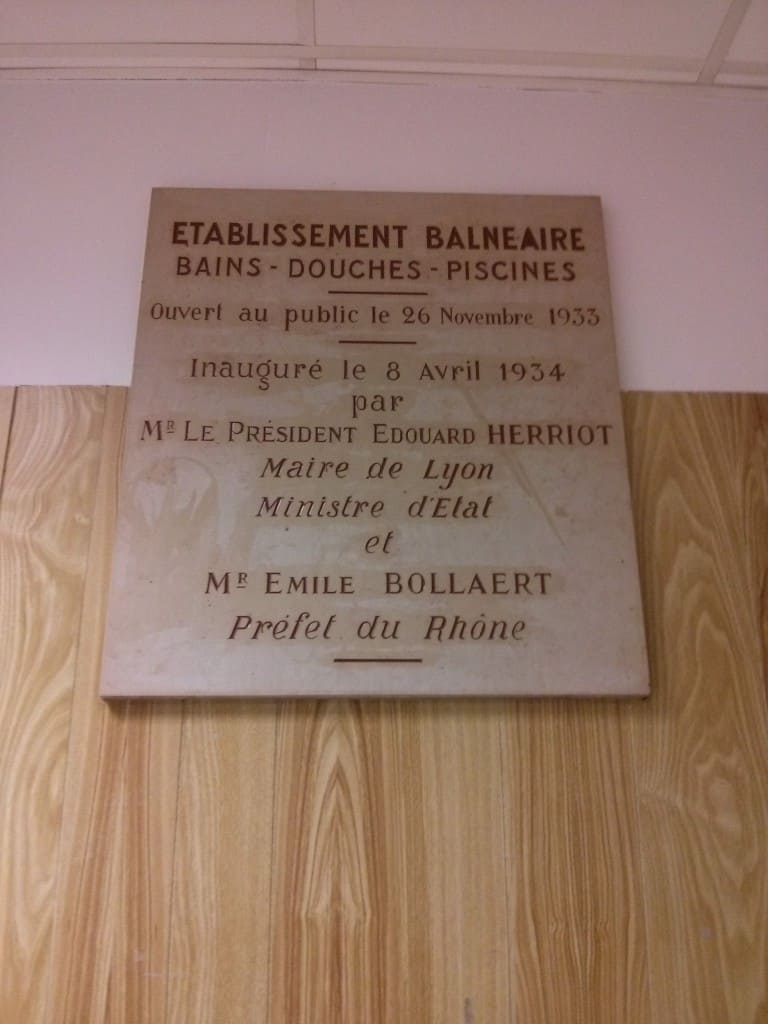 ETABLISSEMENT BALNEAIRE
BAINS - DOUCHES - PISCINES
Ouvert au public le 26 Novembre 1933
Inauguré le 8 Avril 1934
par
Mr Le Président Edouard HERRIOT
Maire de Lyon
Ministre d'Etat
et
Mr Emile BOLLAERT
Préfet du Rhône